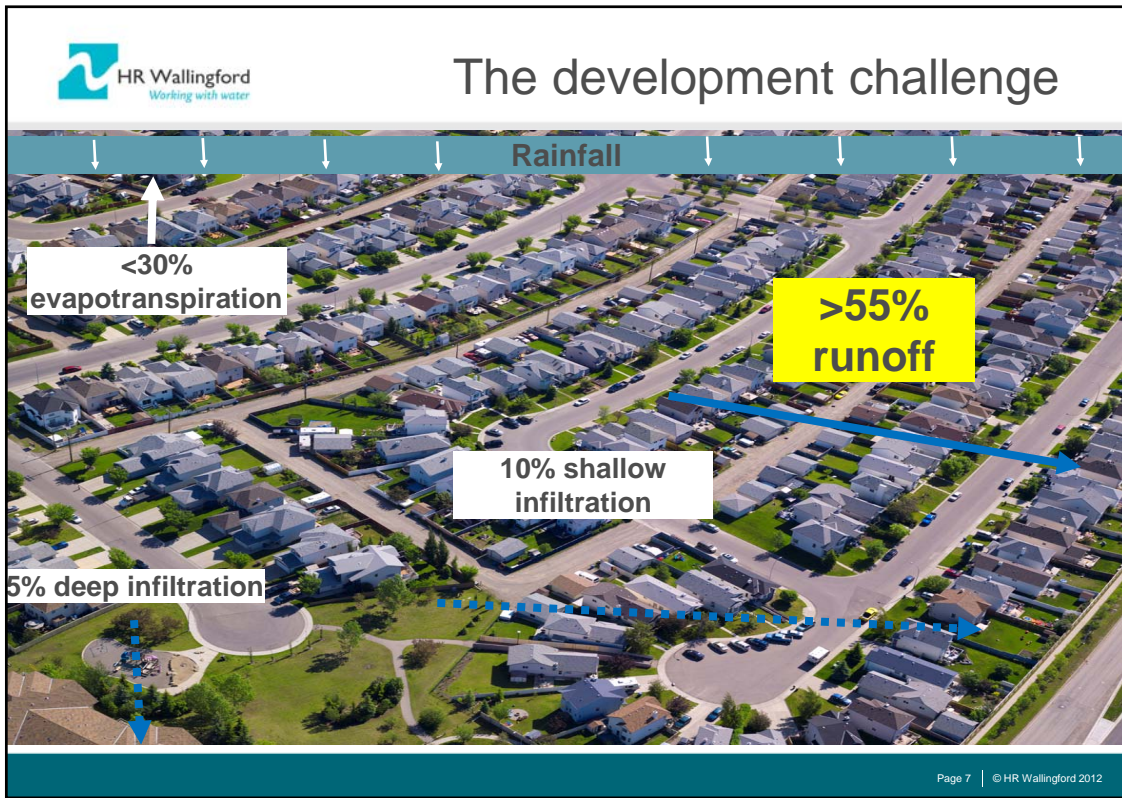 HR Wallingford
Working with water
The development challenge
Rainfall
<30%
evapotranspiration
>55%
runoff
10% shallow
infiltration
5% deep infiltration
Page 7 | © HR Wallingford 2012